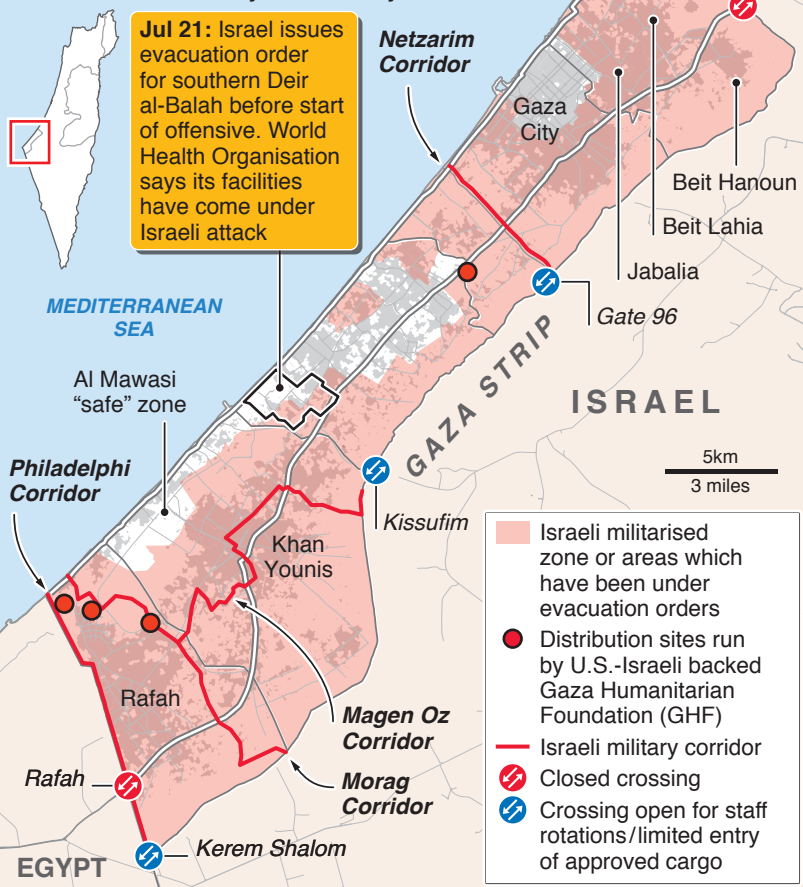 Jul 21: Israel issues
evacuation order
for southern Deir
al-Balah before start
of offensive. World
Health Organisation
says its facilities
have come under
Israeli attack
Netzarim
Corridor
Gaza
City
Beit Hanoun
Beit Lahia
Jabalia
Gate 96
MEDITERRANEAN
SEA
Al Mawasi
“safe” zone
GAZA STRIP
ISRAEL
5km
3 miles
Philadelphi
Corridor
Kissufim
Khan
Younis
Rafah
Magen Oz
Corridor
Morag
Corridor
Rafah
Kerem Shalom
EGYPT
Israeli militarised
zone or areas which
have been under
evacuation orders
Distribution sites run
by U.S.-Israeli backed
Gaza Humanitarian
Foundation (GHF)
Israeli military corridor
Closed crossing
Crossing open for staff
rotations/limited entry
of approved cargo